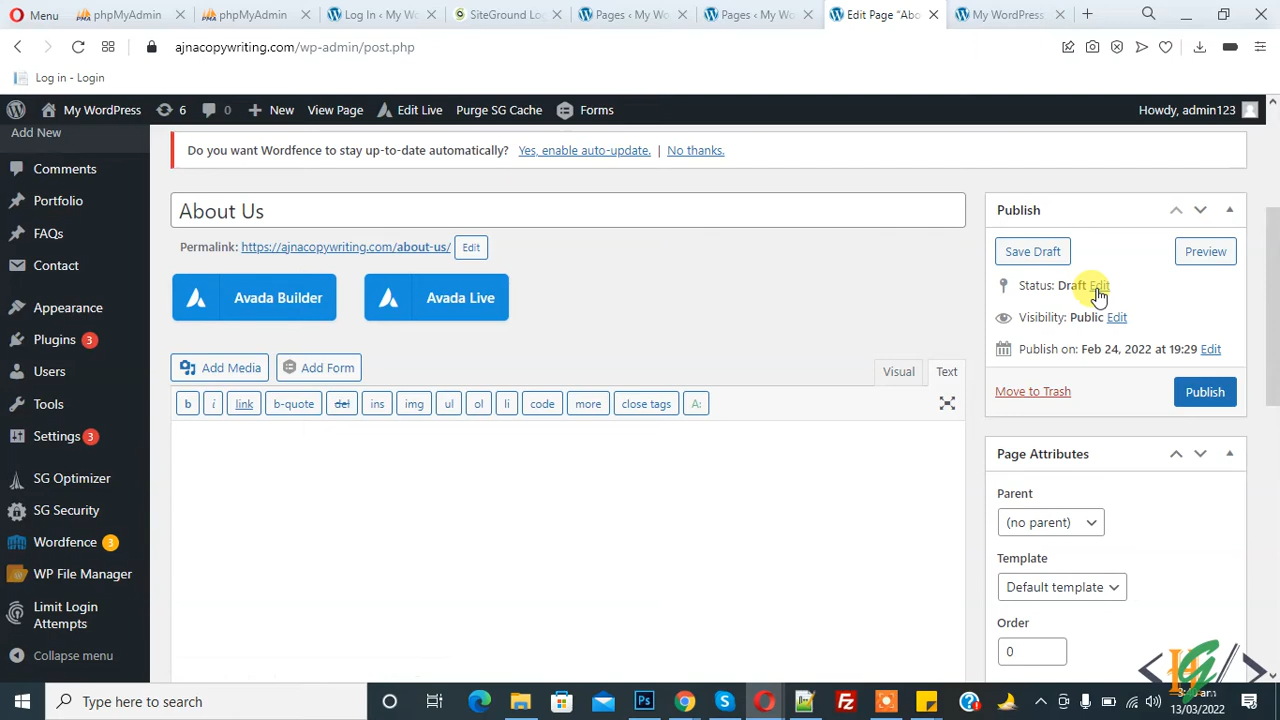 Menu
phpMyAdmin
phpMyAdmin
Log In ‹ My Wo
SiteGround Lo
Pages ‹ My Wo
Pages ‹ My Wo
Edit Page "Abo
My WordPress
ajnacopywriting.com/wp-admin/post.php
Log in - Login
My WordPress
6
0
New
View Page
Edit Live
Purge SG Cache
Forms
Howdy, admin123
Add New
Comments
Portfolio
FAQs
Contact
Appearance
Plugins 3
Users
Tools
Settings 3
SG Optimizer
SG Security
Wordfence 3
WP File Manager
Limit Login
Attempts
Collapse menu
Do you want Wordfence to stay up-to-date automatically? Yes, enable auto-update. | No thanks.
About Us
Permalink: https://ajnacopywriting.com/about-us/ Edit
Avada Builder
Avada Live
Add Media
Add Form
Visual
Text
b
i
link
b-quote
del
ins
img
ul
ol
li
code
more
close tags
A:
Publish
Save Draft
Preview
Status: Draft Edit
Visibility: Public Edit
Publish on: Feb 24, 2022 at 19:29 Edit
Move to Trash
Publish
Page Attributes
Parent
(no parent)
Template
Default template
Order
0
Type here to search
13/03/2022